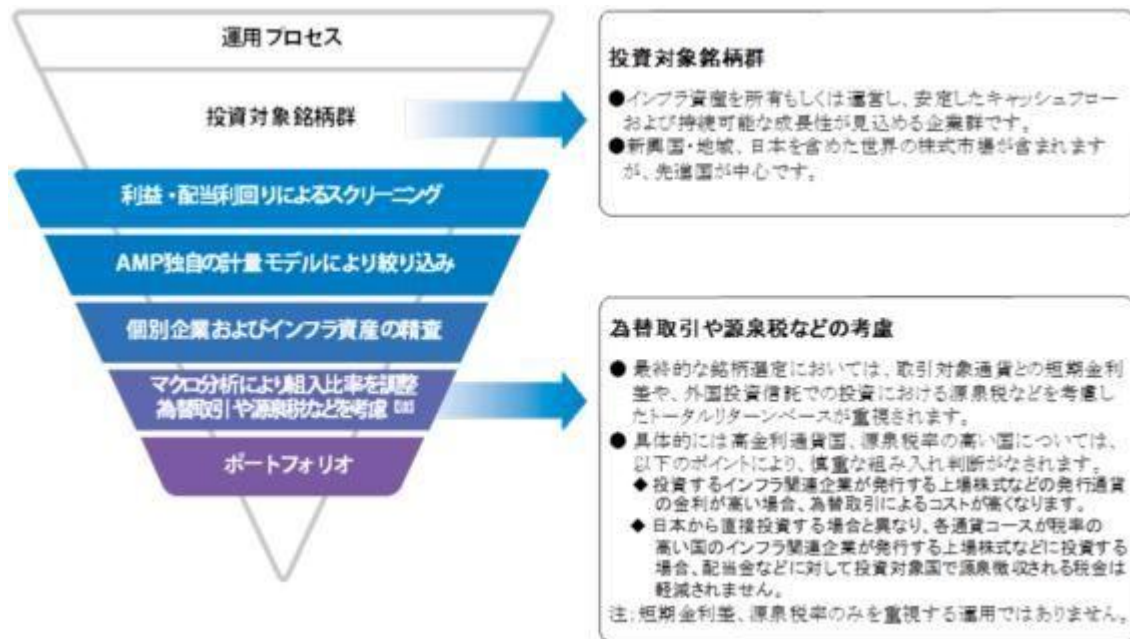 運用プロセス
投資対象銘柄群
利益・配当利回りによるスクリーニング
AMP独自の計量モデルにより絞り込み
個別企業およびインフラ資産の精査
マクロ分析により組入比率を調整
為替取引や源泉税などを考慮
ポートフォリオ
投資対象銘柄群
●インフラ資産を所有もしくは運営し、安定したキャッシュフロー
および持続可能な成長性が見込める企業群です。
●新興国・地域、日本を含めた世界の株式市場が含まれます
が、先進国が中心です。
為替取引や源泉税などの考慮
● 最終的な銘柄選定においては、取引対象通貨との短期金利
差や、外国投資信託での投資における源泉税などを考慮し
たトータルリターンベースが重視されます。
● 具体的には高金利通貨国、源泉税率の高い国については、
以下のポイントにより、慎重な組み入れ判断がなされます。
◆ 投資するインフラ関連企業が発行する上場株式などの発行通貨
の金利が高い場合、為替取引によるコストが高くなります。
◆ 日本から直接投資する場合と異なり、各通貨コースが税率の
高い国のインフラ関連企業が発行する上場株式などに投資する
場合、配当金などに対して投資対象国で源泉徴収される税金は
軽減されません。
注：短期金利差、源泉税率のみを重視する運用ではありません。